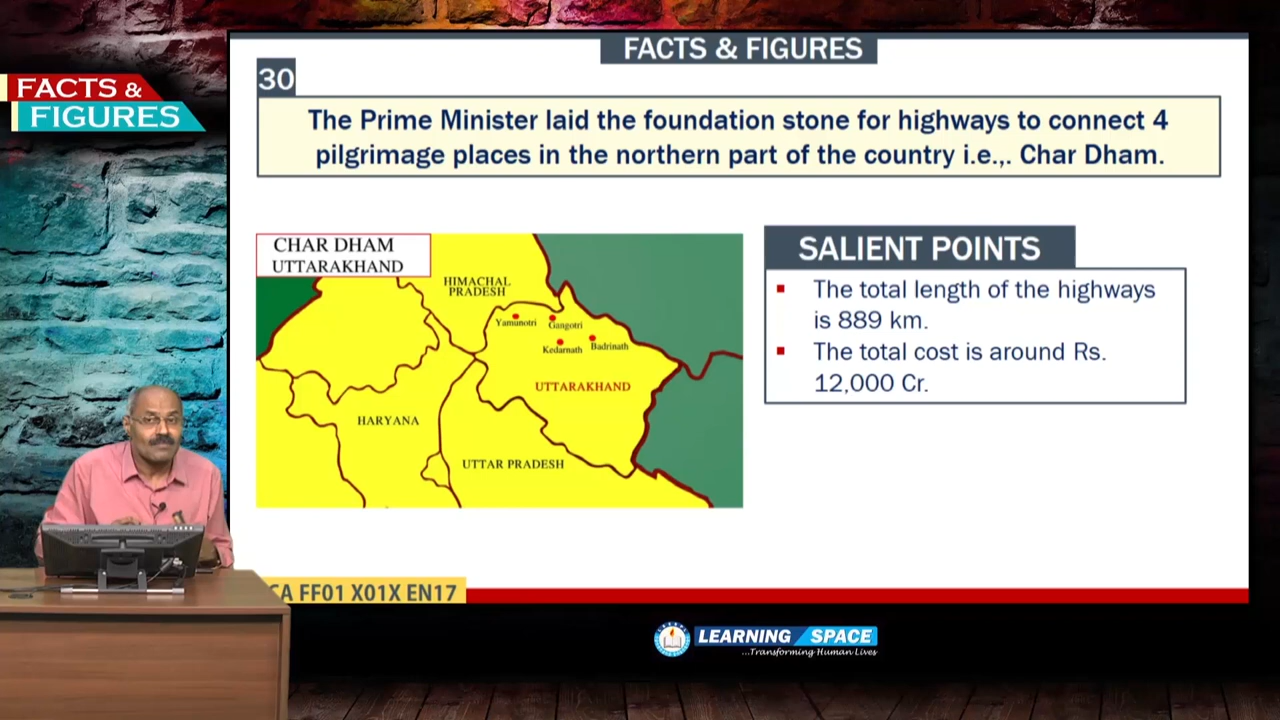 FACTS & FIGURES
30
FACTS &
FIGURES
The Prime Minister laid the foundation stone for highways to connect 4
pilgrimage places in the northern part of the country i.e.,. Char Dham.
CHAR DHAM
UTTARAKHAND
HIMACHAL
PRADESH
Yamunotri
Gangotri
Kedarnath
Badrinath
UTTARAKHAND
HARYANA
UTTAR PRADESH
SALIENT POINTS
The total length of the highways
is 889 km.
The total cost is around Rs.
12,000 Cr.
CA FF01 X01X EN17
LEARNING SPACE
...Transforming Human Lives